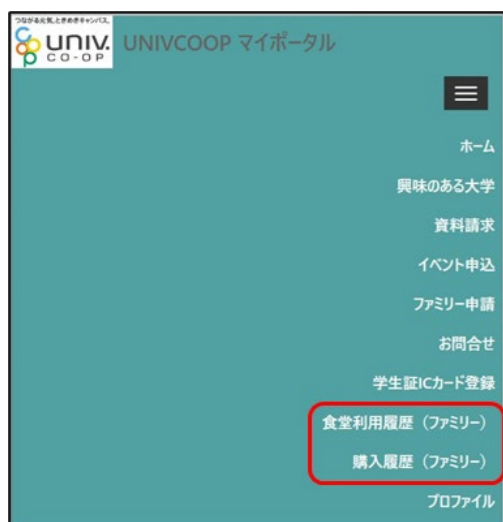 つながる元気、ときめきキャンパス。
UNIV.
CO-OP
UNIVCOOP マイポータル
ホーム
興味のある大学
資料請求
イベント申込
ファミリー申請
お問合せ
学生証ICカード登録
食堂利用履歴（ファミリー）
購入履歴（ファミリー）
プロファイル